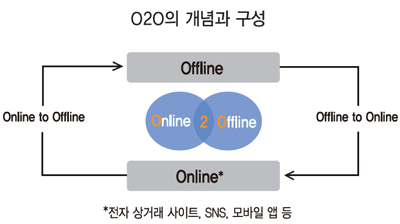 O2O의 개념과 구성
Offline
Online to Offline
Online 2 Offline
Offline to Online
Online*
*전자 상거래 사이트, SNS, 모바일 앱 등